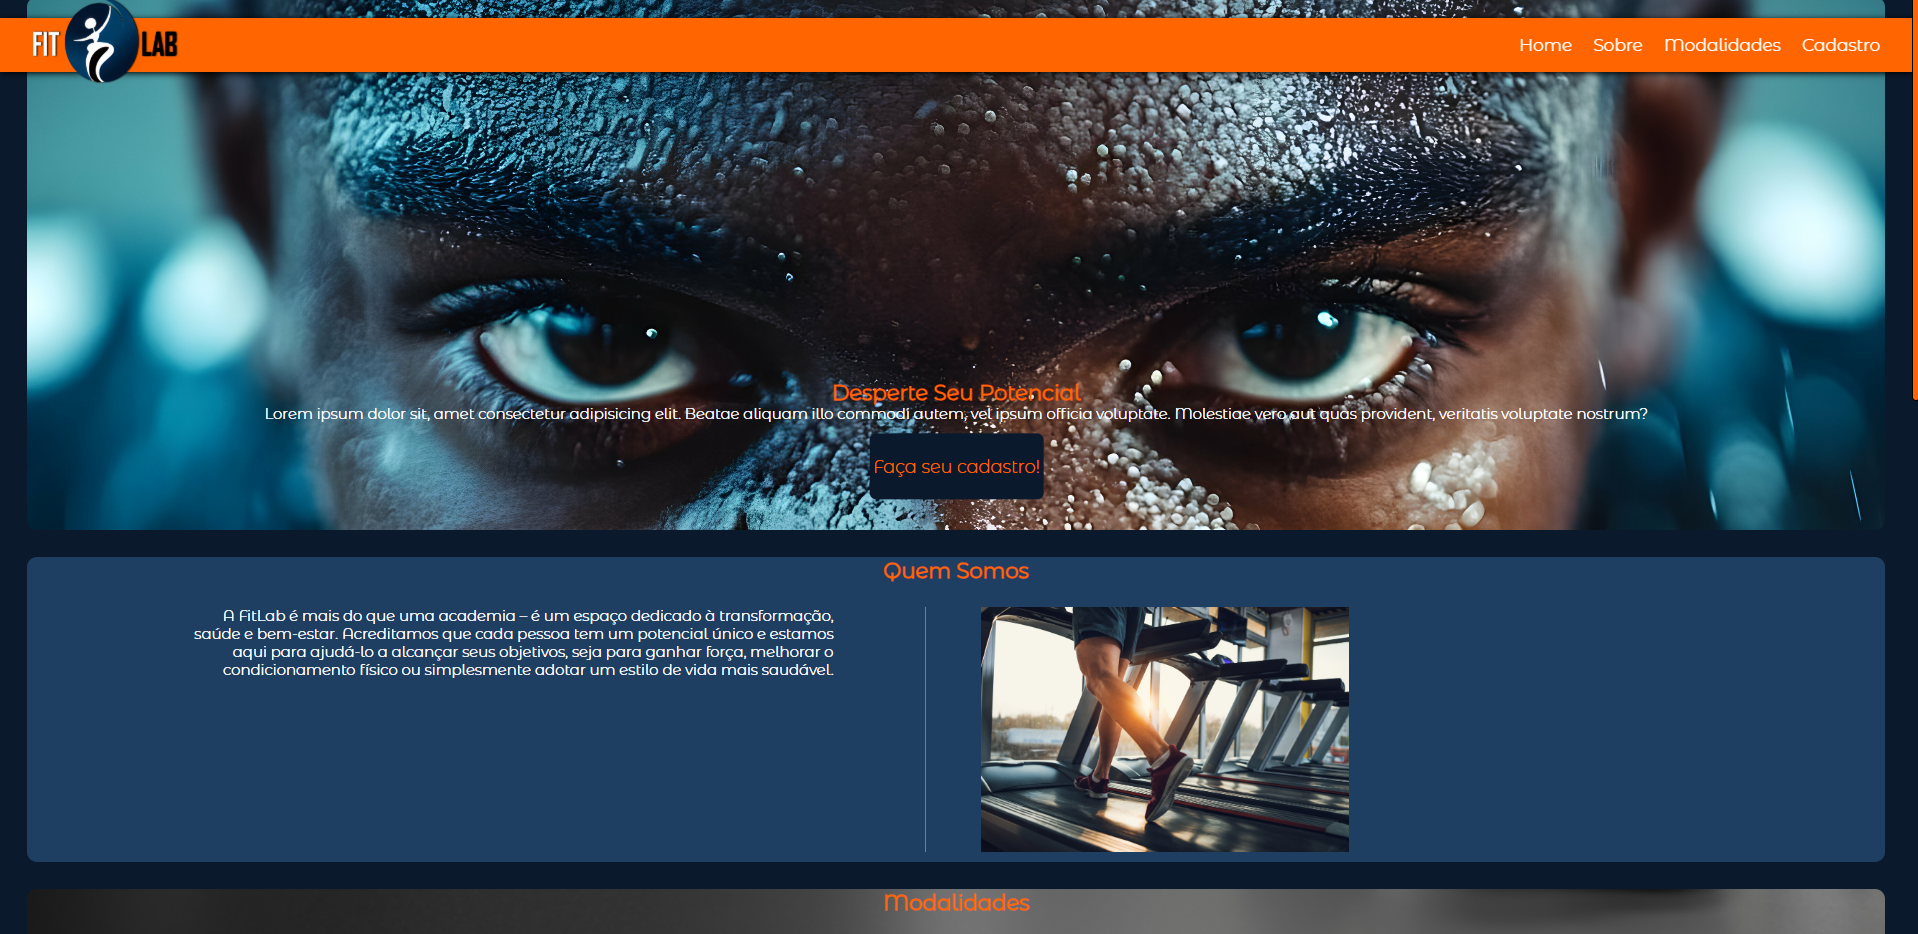 FIT LAB
Home Sobre Modalidades Cadastro
Desperte Seu Potencial
Lorem ipsum dolor sit, amet consectetur adipisicing elit. Beatae aliquam illo commodi autem, vel ipsum officia voluptate. Molestiae vero aut quas provident, veritatis voluptate nostrum?
Faça seu cadastro!
Quem Somos
A FitLab é mais do que uma academia – é um espaço dedicado à transformação,
saúde e bem-estar. Acreditamos que cada pessoa tem um potencial único e estamos
aqui para ajudá-lo a alcançar seus objetivos, seja para ganhar força, melhorar o
condicionamento físico ou simplesmente adotar um estilo de vida mais saudável.
Modalidades